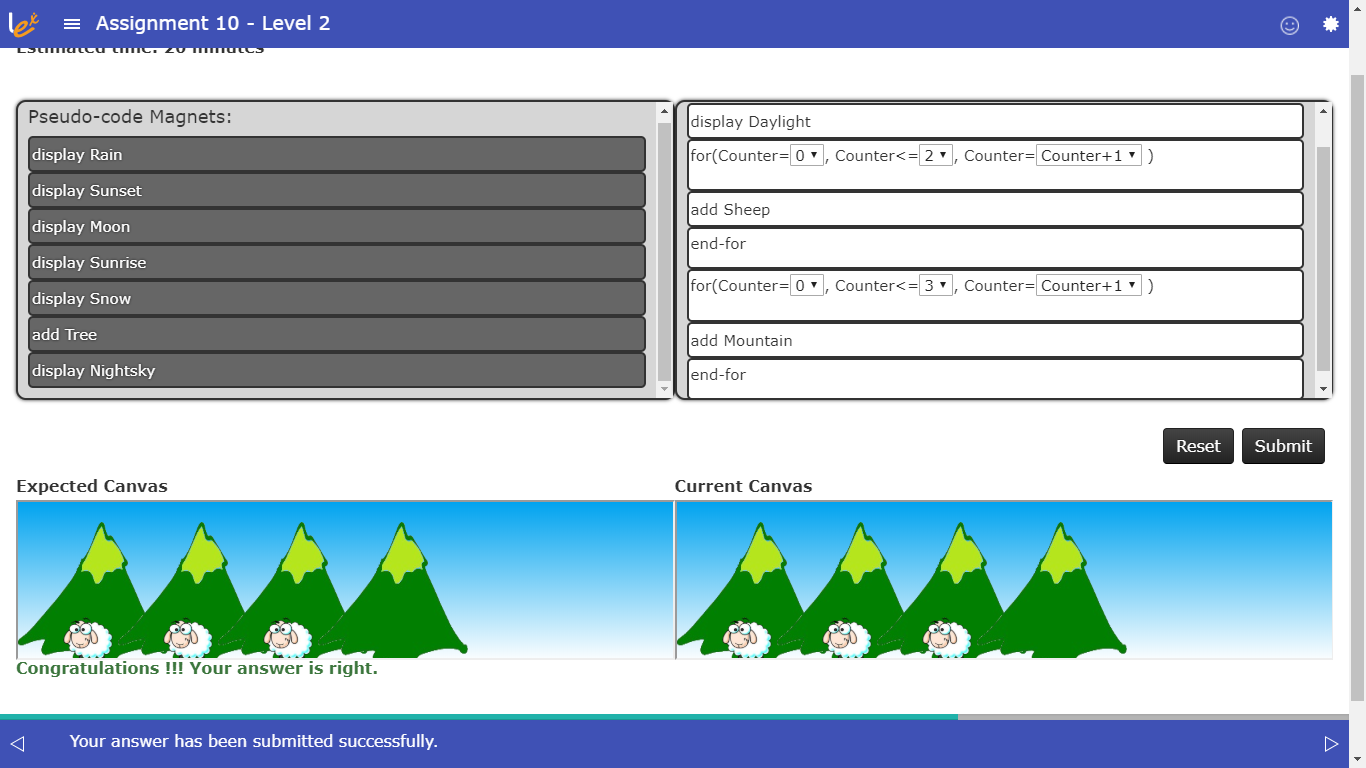 Lex
Assignment 10 - Level 2
Estimated time: 20 minutes
Pseudo-code Magnets:
display Rain
display Sunset
display Moon
display Sunrise
display Snow
add Tree
display Nightsky
display Daylight
for(Counter= 0 , Counter<= 2 , Counter= Counter+1 )
add Sheep
end-for
for(Counter= 0 , Counter<= 3 , Counter= Counter+1 )
add Mountain
end-for
Reset Submit
Expected Canvas
Current Canvas
Congratulations !!! Your answer is right.
Your answer has been submitted successfully.